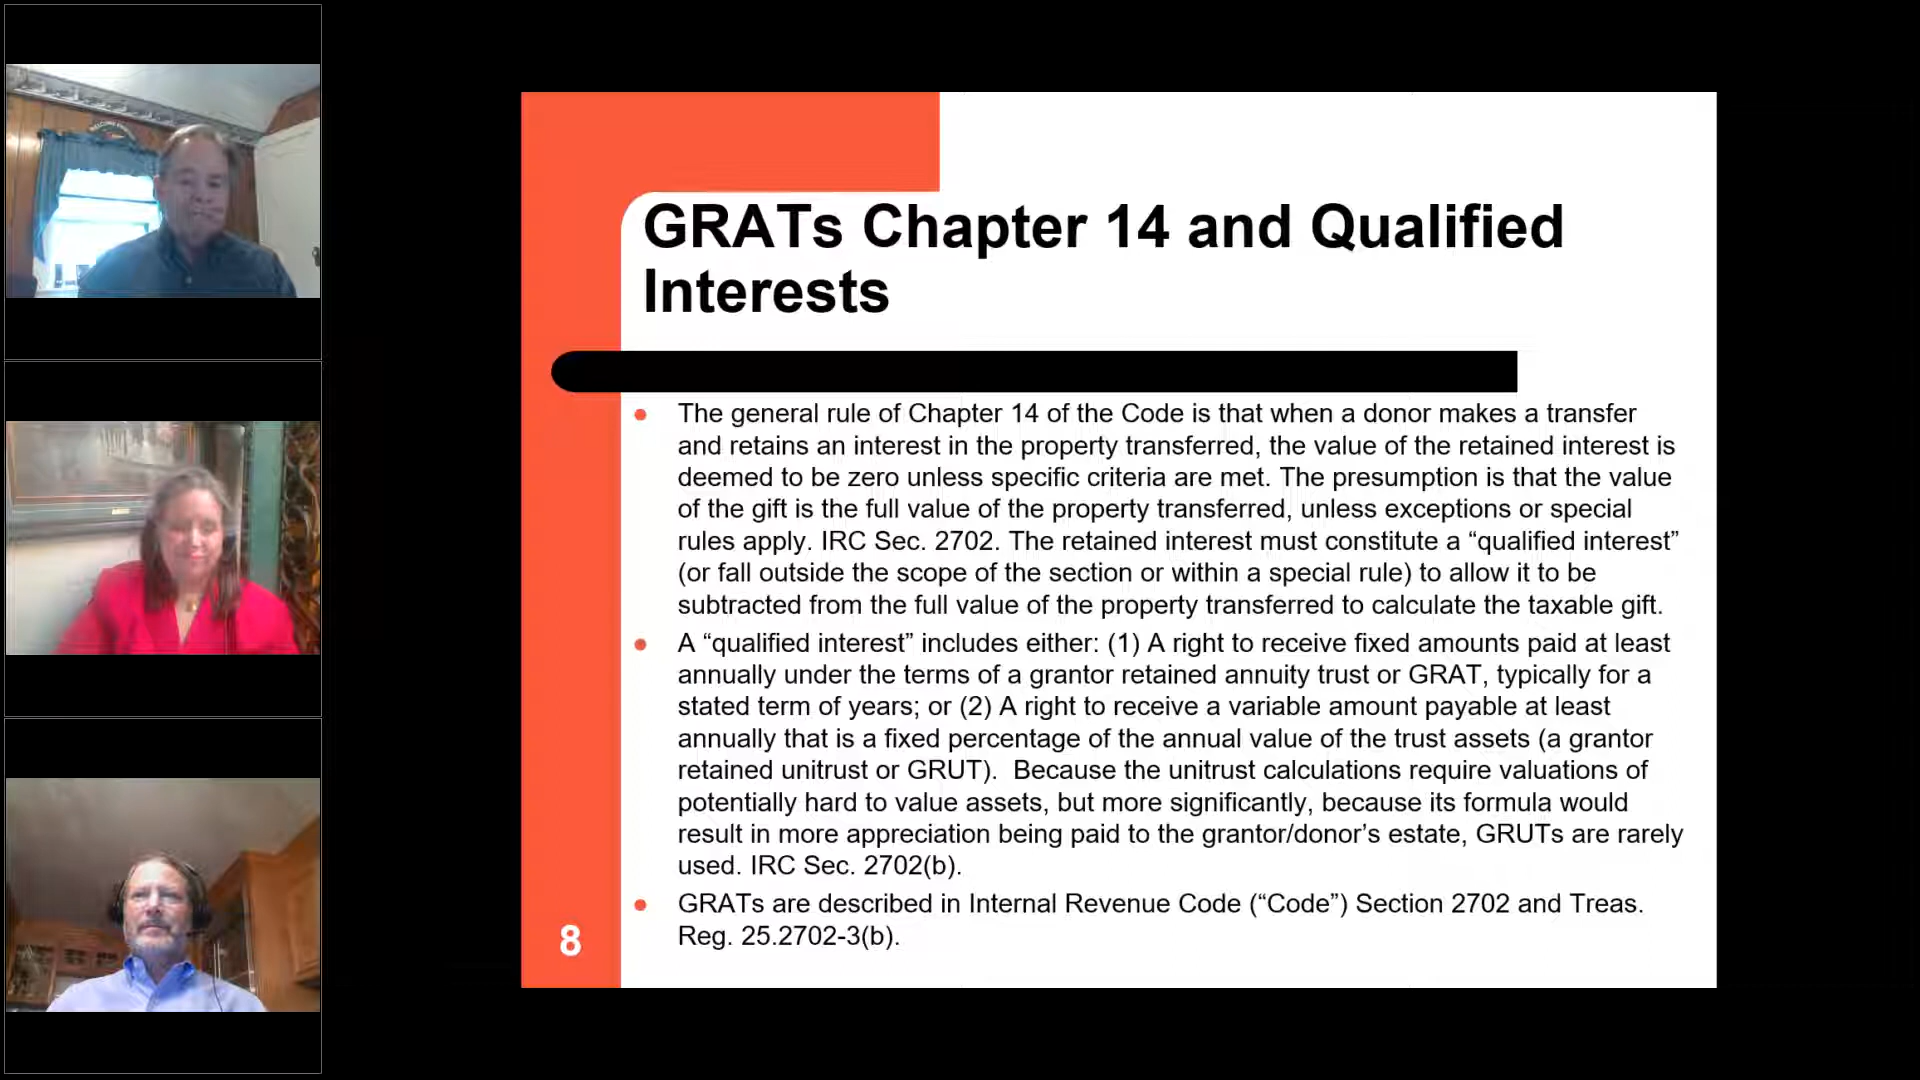 GRATs Chapter 14 and Qualified
Interests
The general rule of Chapter 14 of the Code is that when a donor makes a transfer
and retains an interest in the property transferred, the value of the retained interest is
deemed to be zero unless specific criteria are met. The presumption is that the value
of the gift is the full value of the property transferred, unless exceptions or special
rules apply. IRC Sec. 2702. The retained interest must constitute a “qualified interest”
(or fall outside the scope of the section or within a special rule) to allow it to be
subtracted from the full value of the property transferred to calculate the taxable gift.
A “qualified interest” includes either: (1) A right to receive fixed amounts paid at least
annually under the terms of a grantor retained annuity trust or GRAT, typically for a
stated term of years; or (2) A right to receive a variable amount payable at least
annually that is a fixed percentage of the annual value of the trust assets (a grantor
retained unitrust or GRUT).  Because the unitrust calculations require valuations of
potentially hard to value assets, but more significantly, because its formula would
result in more appreciation being paid to the grantor/donor’s estate, GRUTs are rarely
used. IRC Sec. 2702(b).
GRATs are described in Internal Revenue Code (“Code”) Section 2702 and Treas.
Reg. 25.2702-3(b).
8